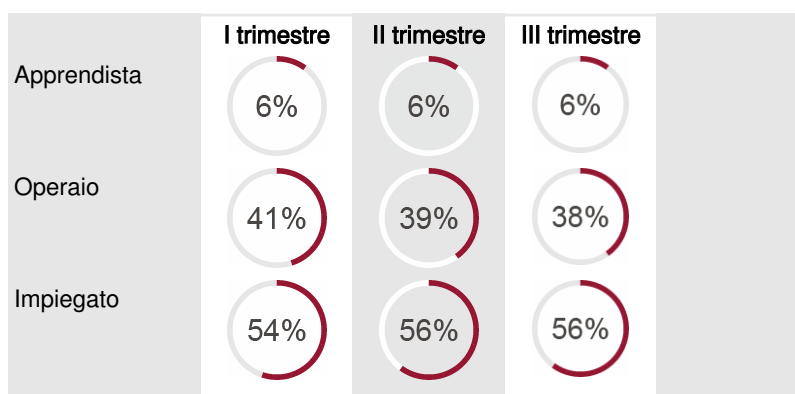 I trimestre II trimestre III trimestre
Apprendista 6% 6% 6%
Operaio 41% 39% 38%
Impiegato 54% 56% 56%